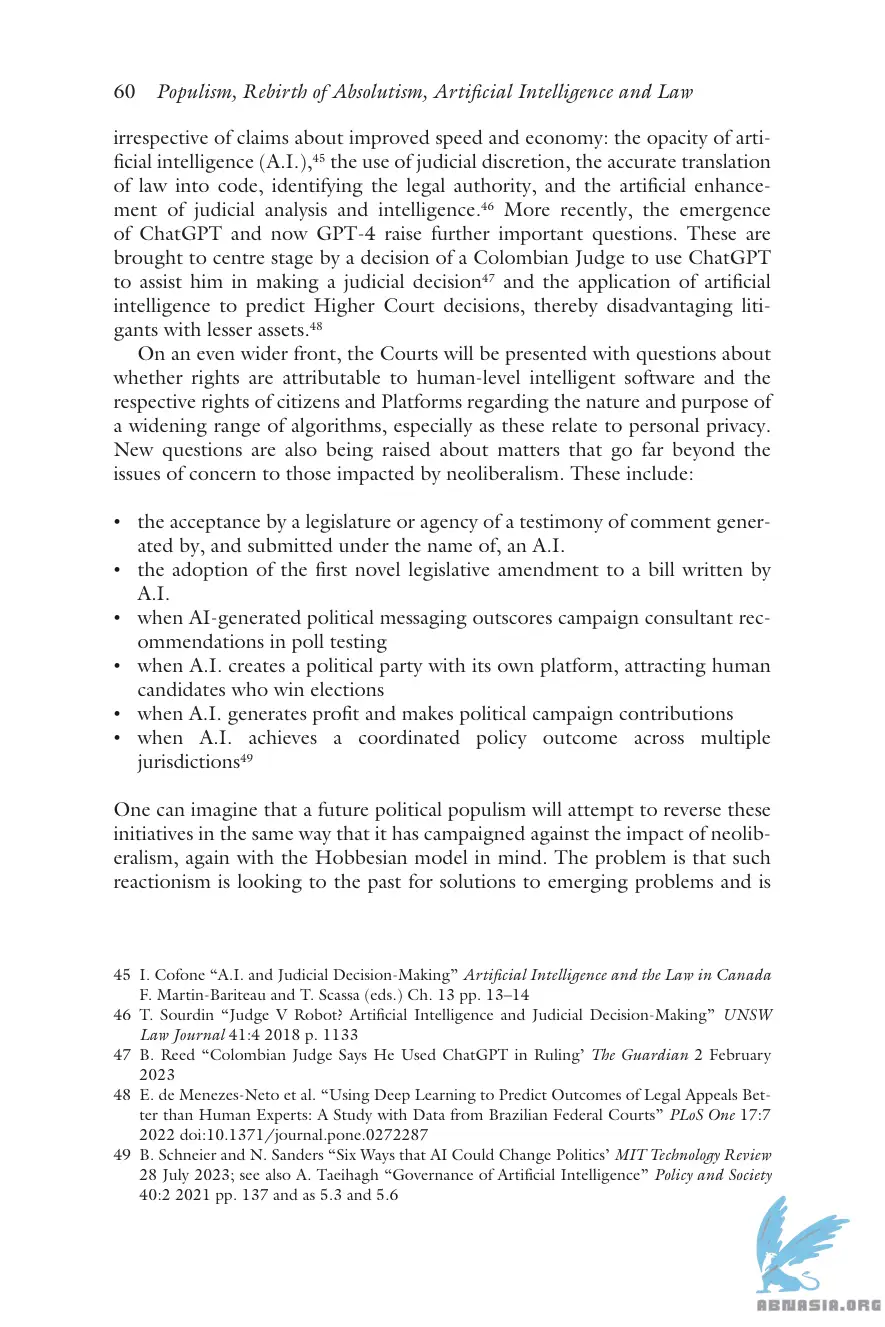 60 Populism, Rebirth of Absolutism, Artificial Intelligence and Law
irrespective of claims about improved speed and economy: the opacity of arti-
ficial intelligence (A.I.),⁴⁵ the use of judicial discretion, the accurate translation
of law into code, identifying the legal authority, and the artificial enhance-
ment of judicial analysis and intelligence.⁴⁶ More recently, the emergence
of ChatGPT and now GPT-4 raise further important questions. These are
brought to centre stage by a decision of a Colombian Judge to use ChatGPT
to assist him in making a judicial decision⁴⁷ and the application of artificial
intelligence to predict Higher Court decisions, thereby disadvantaging liti-
gants with lesser assets.⁴⁸
On an even wider front, the Courts will be presented with questions about
whether rights are attributable to human-level intelligent software and the
respective rights of citizens and Platforms regarding the nature and purpose of
a widening range of algorithms, especially as these relate to personal privacy.
New questions are also being raised about matters that go far beyond the
issues of concern to those impacted by neoliberalism. These include:
• the acceptance by a legislature or agency of a testimony of comment gener-
ated by, and submitted under the name of, an A.I.
• the adoption of the first novel legislative amendment to a bill written by
A.I.
• when AI-generated political messaging outscores campaign consultant rec-
ommendations in poll testing
• when A.I. creates a political party with its own platform, attracting human
candidates who win elections
• when A.I. generates profit and makes political campaign contributions
• when A.I. achieves a coordinated policy outcome across multiple
jurisdictions⁴⁹
One can imagine that a future political populism will attempt to reverse these
initiatives in the same way that it has campaigned against the impact of neolib-
eralism, again with the Hobbesian model in mind. The problem is that such
reactionism is looking to the past for solutions to emerging problems and is
45 I. Cofone “A.I. and Judicial Decision-Making” Artificial Intelligence and the Law in Canada
F. Martin-Bariteau and T. Scassa (eds.) Ch. 13 pp. 13–14
46 T. Sourdin “Judge V Robot? Artificial Intelligence and Judicial Decision-Making” UNSW
Law Journal 41:4 2018 p. 1133
47 B. Reed “Colombian Judge Says He Used ChatGPT in Ruling’ The Guardian 2 February
2023
48 E. de Menezes-Neto et al. “Using Deep Learning to Predict Outcomes of Legal Appeals Bet-
ter than Human Experts: A Study with Data from Brazilian Federal Courts” PLoS One 17:7
2022 doi:10.1371/journal.pone.0272287
49 B. Schneier and N. Sanders “Six Ways that AI Could Change Politics’ MIT Technology Review
28 July 2023; see also A. Taeihagh “Governance of Artificial Intelligence” Policy and Society
40:2 2021 pp. 137 and as 5.3 and 5.6
ABNASIA.ORG